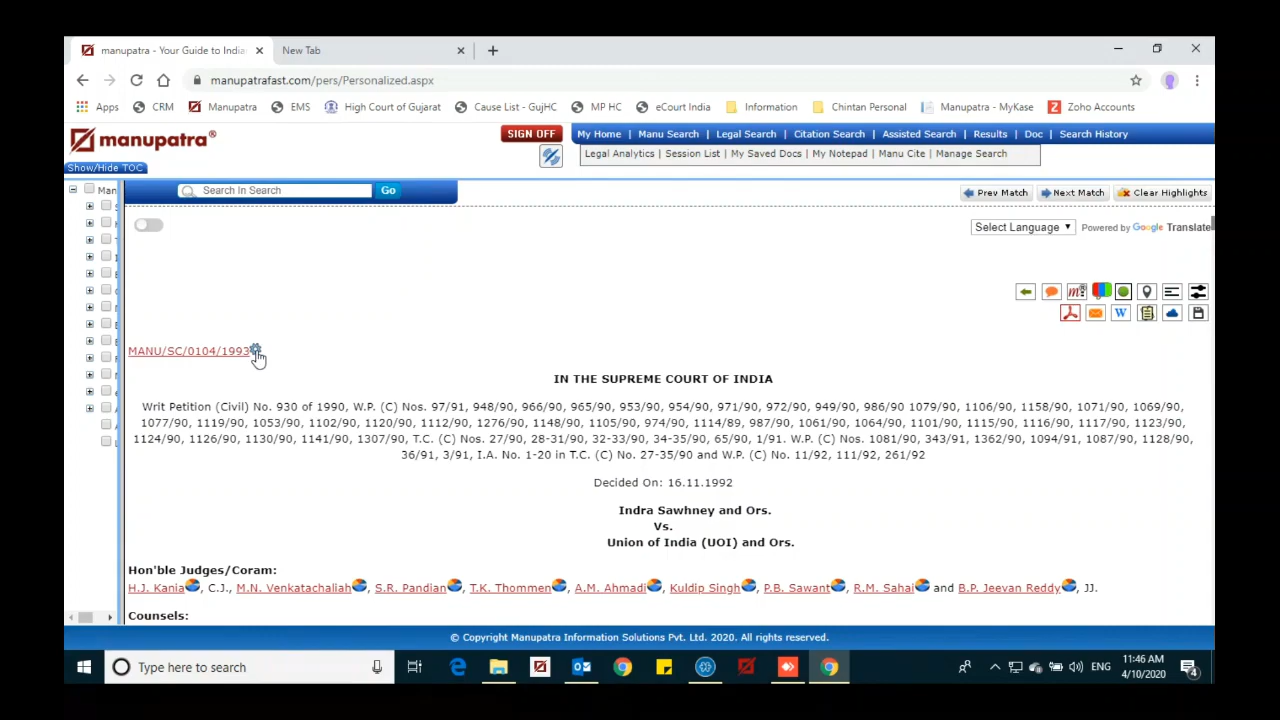 manupatra - Your Guide to India
New Tab
manupatrafast.com/pers/Personalized.aspx
Apps CRM Manupatra EMS High Court of Gujarat Cause List - GujHC MP HC eCourt India Information Chintan Personal Manupatra - MyKase Zoho Accounts
manupatra®
SIGN OFF
My Home | Manu Search | Legal Search | Citation Search | Assisted Search | Results | Doc | Search History
Legal Analytics | Session List | My Saved Docs | My Notepad | Manu Cite | Manage Search
Show/Hide TOC
Man
Search In Search
Go
Prev Match
Next Match
Clear Highlights
Select Language
Powered by Google Translate
MANU/SC/0104/1993
IN THE SUPREME COURT OF INDIA
Writ Petition (Civil) No. 930 of 1990, W.P. (C) Nos. 97/91, 948/90, 966/90, 965/90, 953/90, 954/90, 971/90, 972/90, 949/90, 986/90 1079/90, 1106/90, 1158/90, 1071/90, 1069/90,
1077/90, 1119/90, 1053/90, 1102/90, 1120/90, 1112/90, 1276/90, 1148/90, 1105/90, 974/90, 1114/89, 987/90, 1061/90, 1064/90, 1101/90, 1115/90, 1116/90, 1117/90, 1123/90,
1124/90, 1126/90, 1130/90, 1141/90, 1307/90, T.C. (C) Nos. 27/90, 28-31/90, 32-33/90, 34-35/90, 65/90, 1/91. W.P. (C) Nos. 1081/90, 343/91, 1362/90, 1094/91, 1087/90, 1128/90,
36/91, 3/91, I.A. No. 1-20 in T.C. (C) No. 27-35/90 and W.P. (C) No. 11/92, 111/92, 261/92
Decided On: 16.11.1992
Indra Sawhney and Ors.
Vs.
Union of India (UOI) and Ors.
Hon'ble Judges/Coram:
H.J. Kania, C.J., M.N. Venkatachaliah, S.R. Pandian, T.K. Thommen, A.M. Ahmadi, Kuldip Singh, P.B. Sawant, R.M. Sahai and B.P. Jeevan Reddy, JJ.
Counsels:
© Copyright Manupatra Information Solutions Pvt. Ltd. 2020. All rights reserved.
Type here to search
ENG
11:46 AM
4/10/2020
4